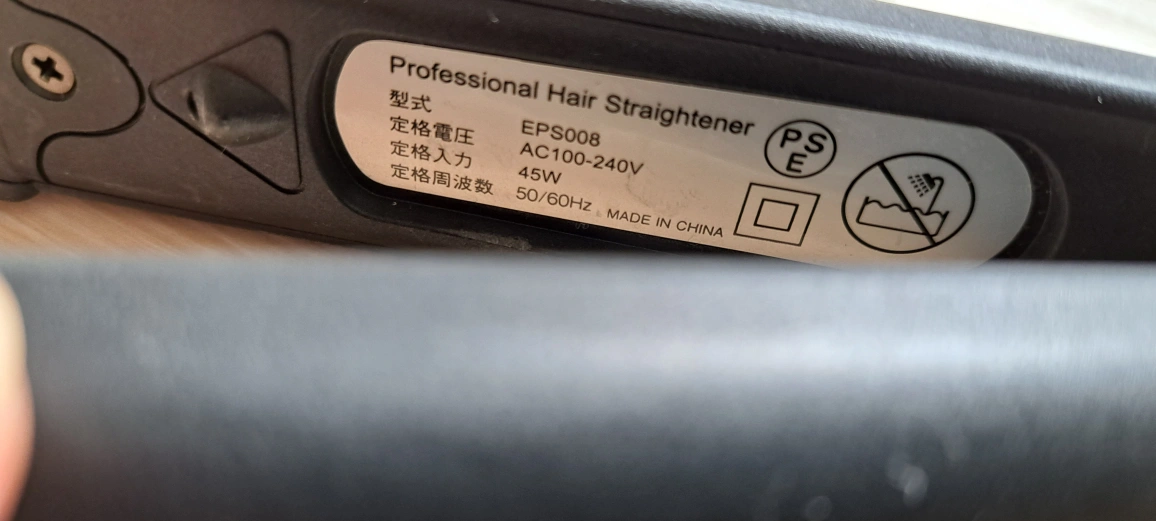 Professional Hair Straightener
型式 EPS008
定格電圧 AC100-240V
定格入力 45W
定格周波数 50/60Hz
MADE IN CHINA
PS
E